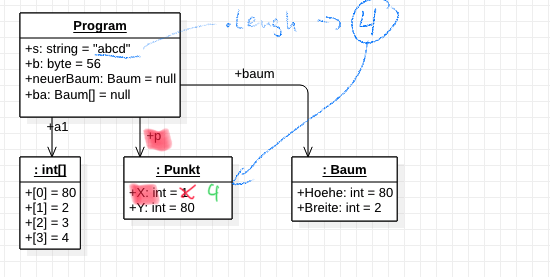 .Lengh -> 4
Program
+s: string = "abcd"
+b: byte = 56
+neuerBaum: Baum = null
+ba: Baum[] = null
+baum
+a1
+p
: int[]
+[0] = 80
+[1] = 2
+[2] = 3
+[3] = 4
: Punkt
+X: int = 1 4
+Y: int = 80
: Baum
+Hoehe: int = 80
+Breite: int = 2